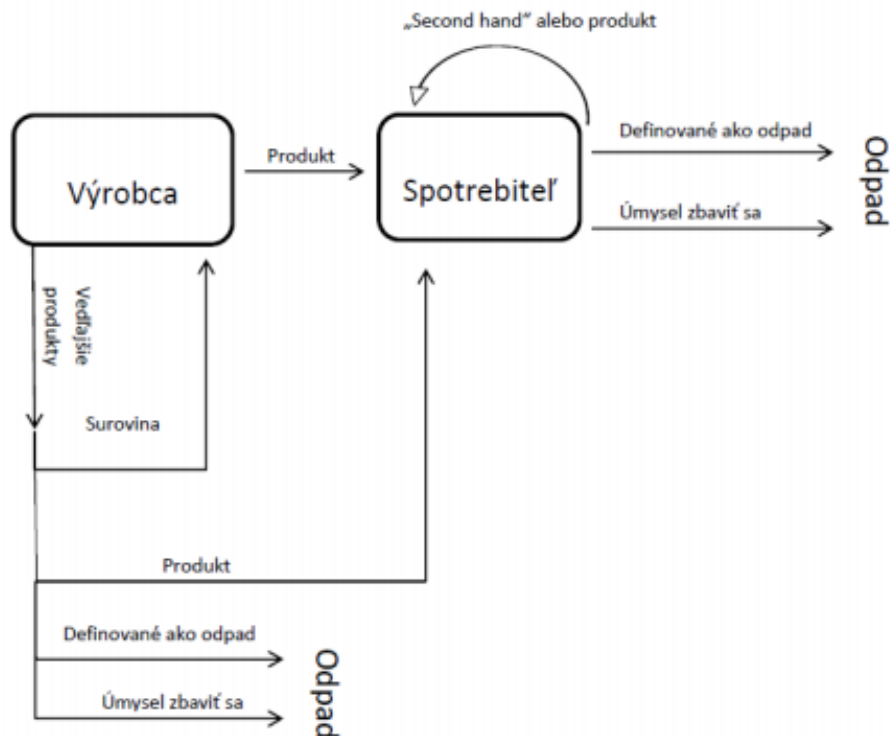 „Second hand“ alebo produkt
Výrobca
Produkt
Spotrebiteľ
Definované ako odpad
Úmysel zbaviť sa
Odpad
Vedľajšie
produkty
Surovina
Produkt
Definované ako odpad
Úmysel zbaviť sa
Odpad